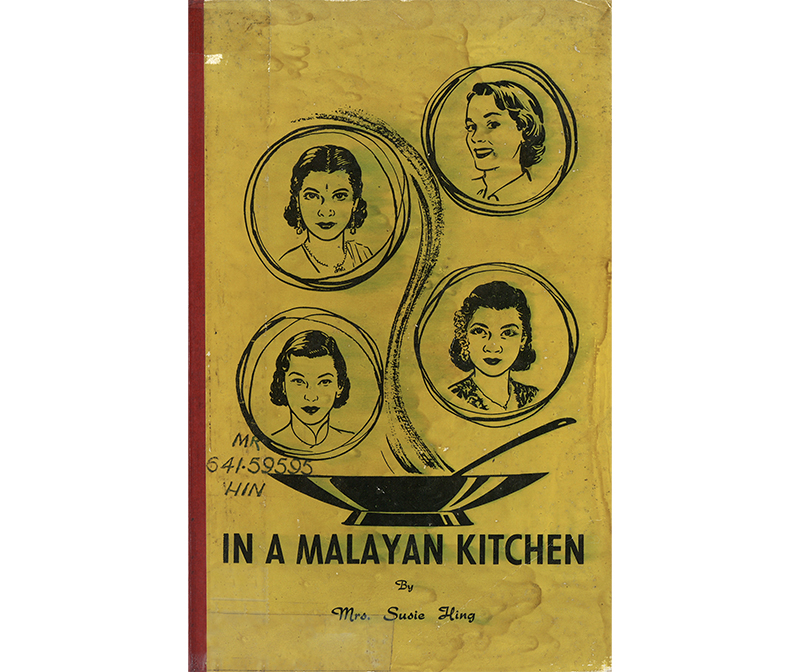 MR
641.59595
HIN
IN A MALAYAN KITCHEN
By
Mrs. Susie Hing